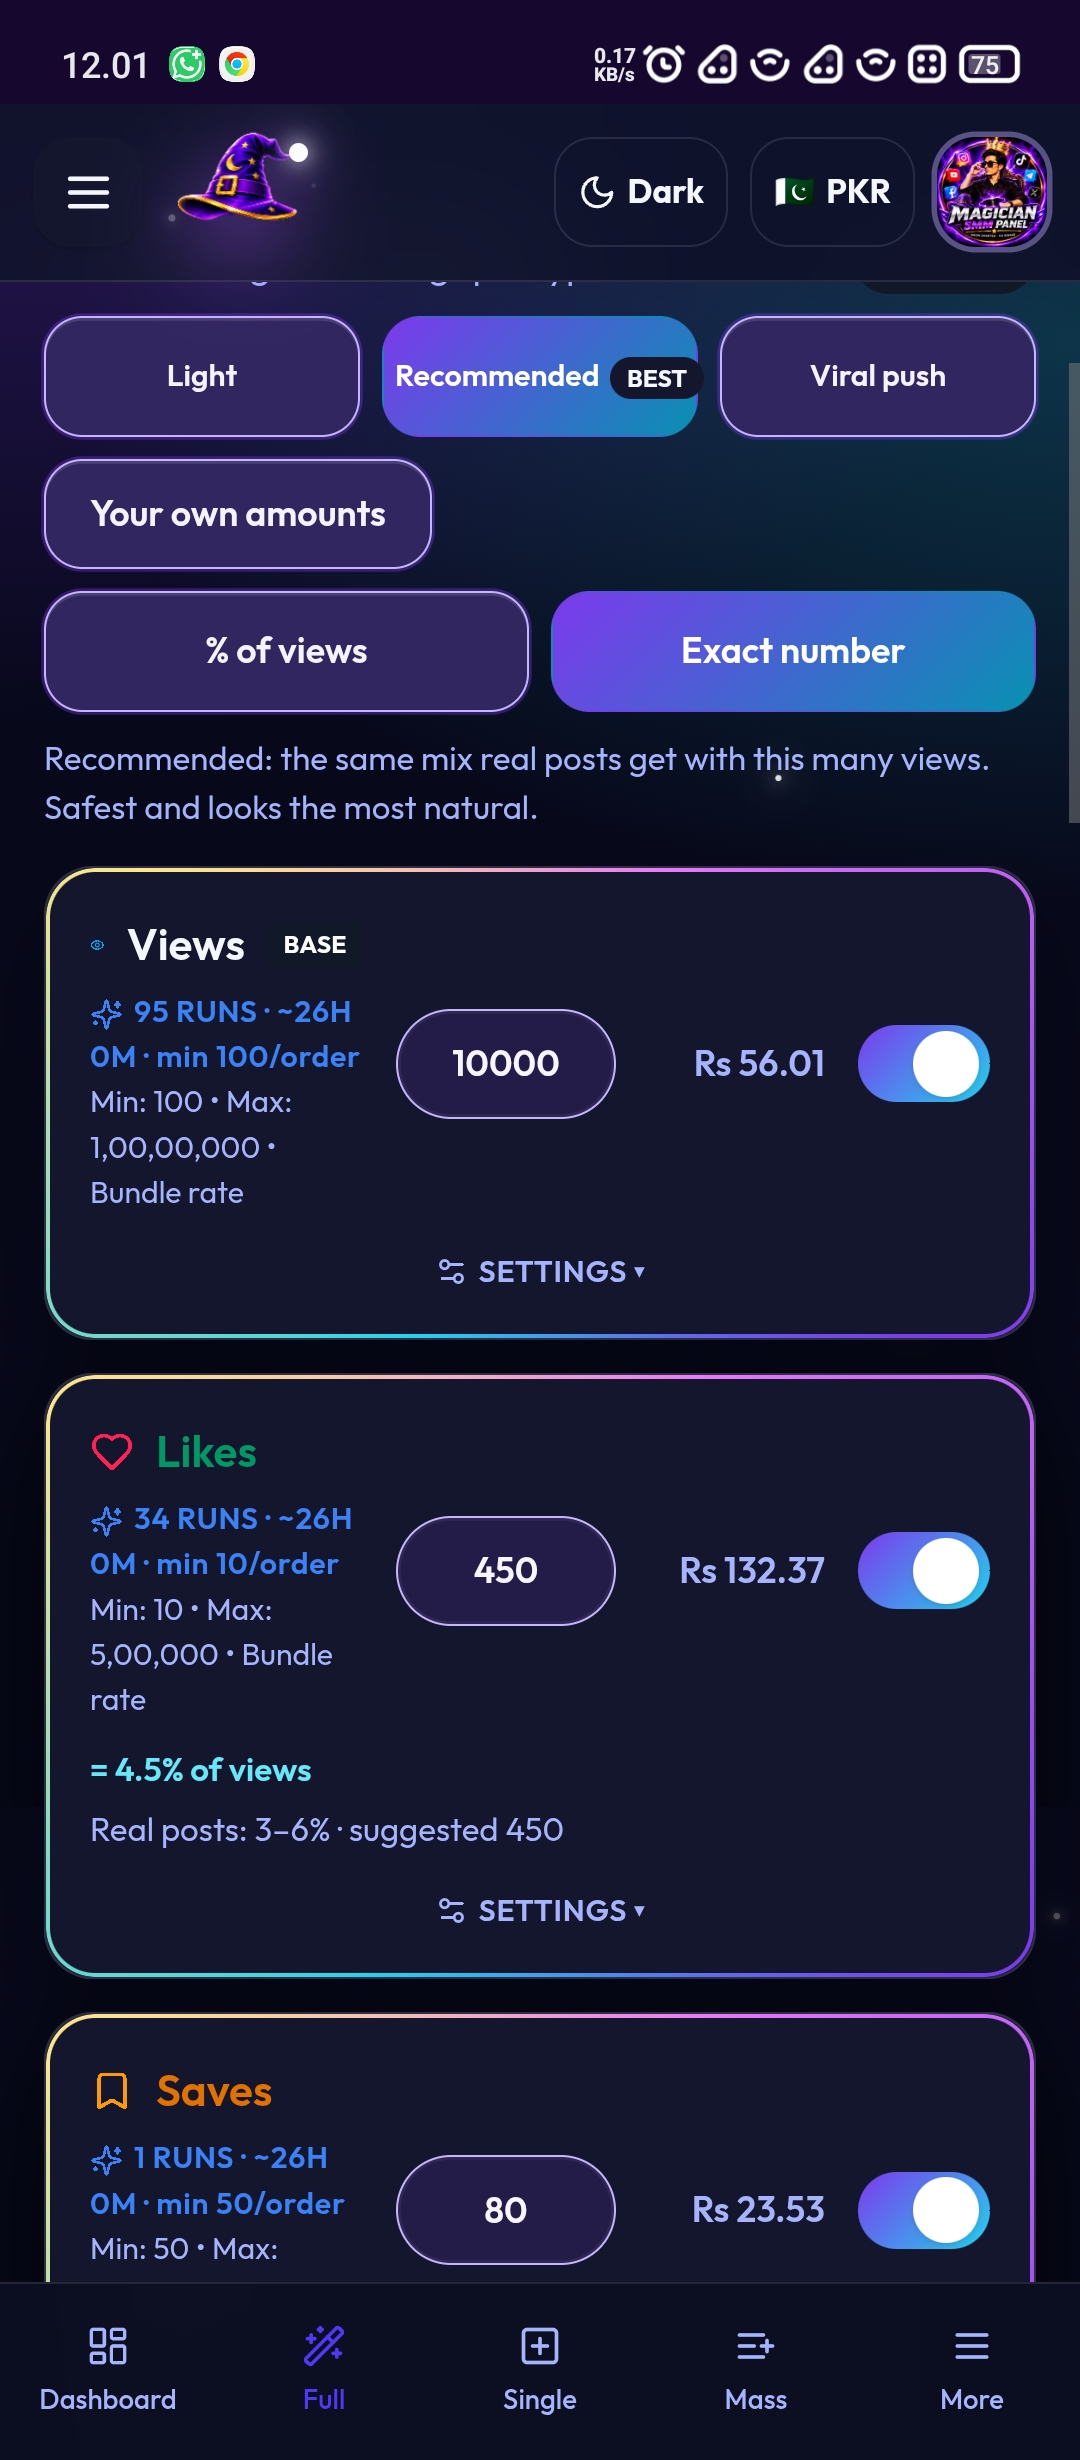 12.01
0.17
KB/s
75
Dark
PKR
MAGICIAN
SMM PANEL
Light
Recommended BEST
Viral push
Your own amounts
% of views
Exact number
Recommended: the same mix real posts get with this many views.
Safest and looks the most natural.
Views BASE
95 RUNS · ~26H
0M · min 100/order
Min: 100 • Max:
1,00,00,000 •
Bundle rate
10000
Rs 56.01
SETTINGS ▾
Likes
34 RUNS · ~26H
0M · min 10/order
Min: 10 • Max:
5,00,000 • Bundle
rate
450
Rs 132.37
= 4.5% of views
Real posts: 3–6% · suggested 450
SETTINGS ▾
Saves
1 RUNS · ~26H
0M · min 50/order
Min: 50 • Max:
80
Rs 23.53
Dashboard
Full
Single
Mass
More